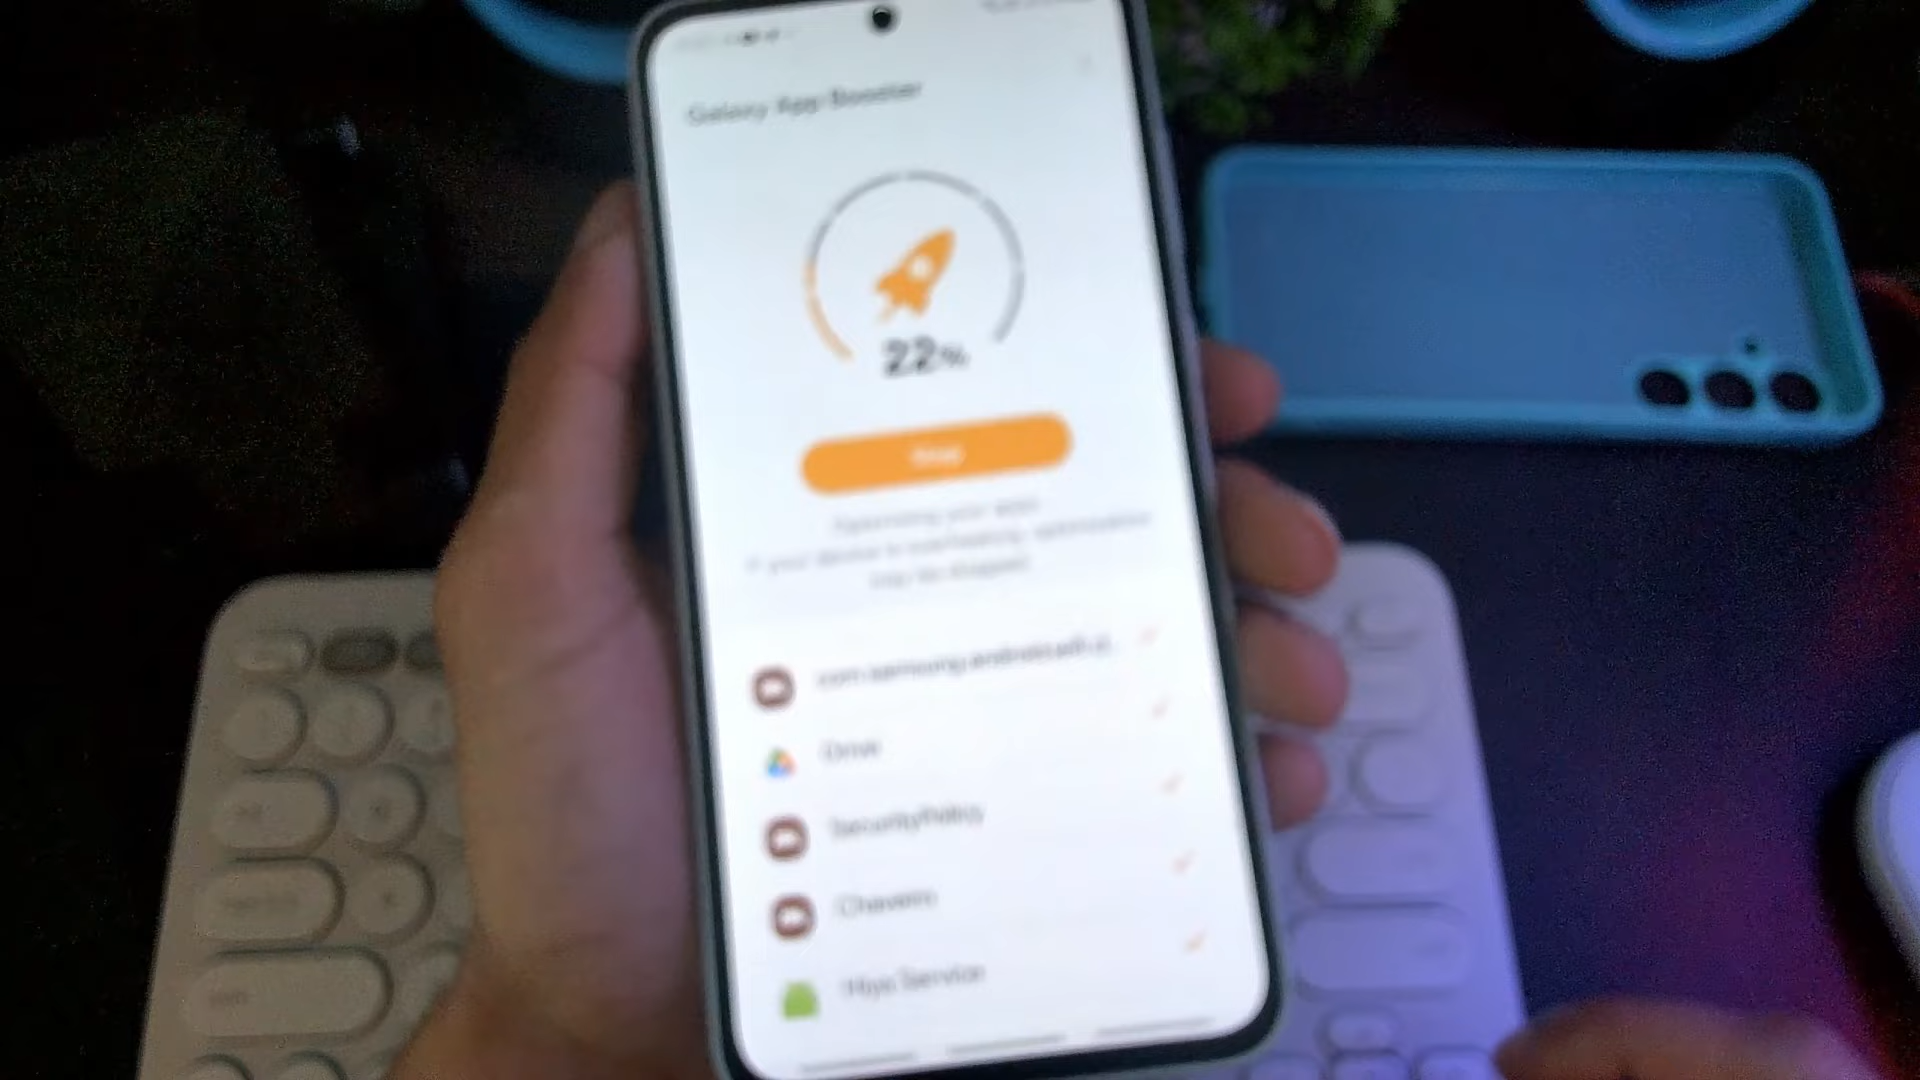 Galaxy App Booster
22%
Stop
Optimizing your apps
If your device is overheating, optimization
may be stopped.
Drive
SecurityPolicy
Chaveiro
Hiya Service